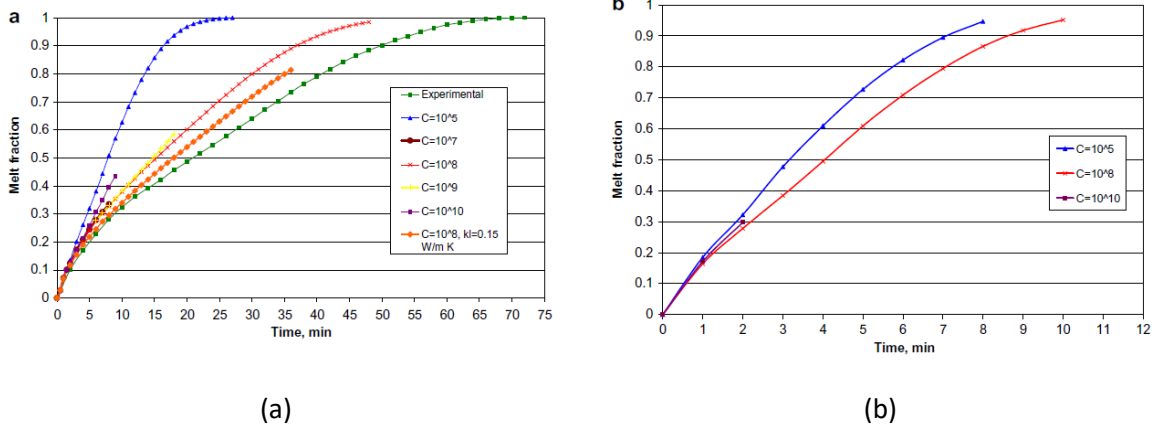 a
Melt fraction
1
0.9
0.8
0.7
0.6
0.5
0.4
0.3
0.2
0.1
0
0 5 10 15 20 25 30 35 40 45 50 55 60 65 70 75
Time, min
Experimental
C=10^5
C=10^7
C=10^8
C=10^9
C=10^10
C=10^8, kl=0.15
W/m K
(a)
b
Melt fraction
1
0.9
0.8
0.7
0.6
0.5
0.4
0.3
0.2
0.1
0
0 1 2 3 4 5 6 7 8 9 10 11 12
Time, min
C=10^5
C=10^8
C=10^10
(b)